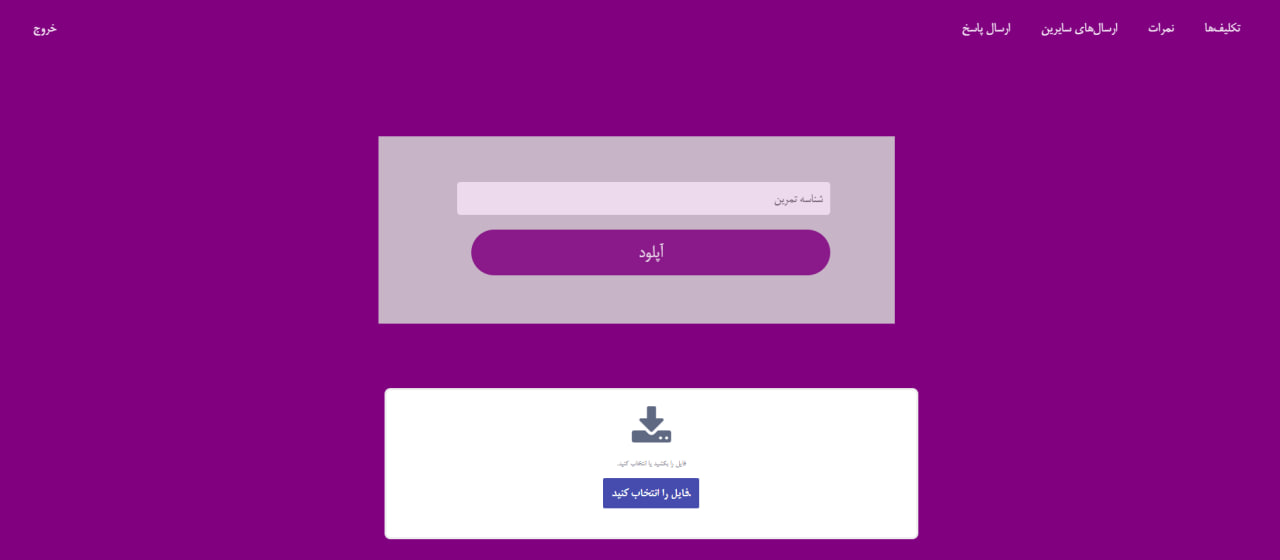 تکلیف‌ها
نمرات
ارسال‌های سایرین
ارسال پاسخ
خروج
شناسه تمرین
آپلود
فایل را بکشید یا انتخاب کنید.
فایل را انتخاب کنید.